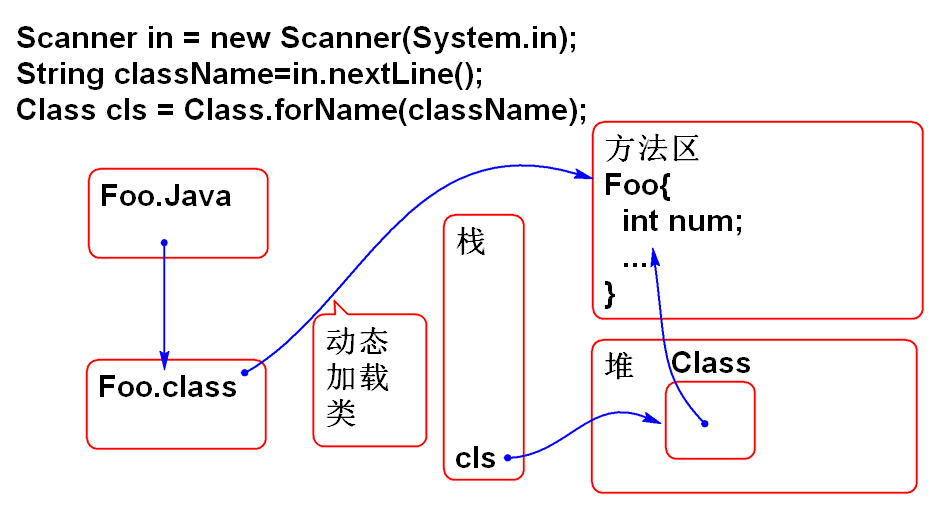 Scanner in = new Scanner(System.in);
String className=in.nextLine();
Class cls = Class.forName(className);
Foo.Java
Foo.class
动态
加载
类
栈
cls
方法区
Foo{
int num;
...
}
堆
Class